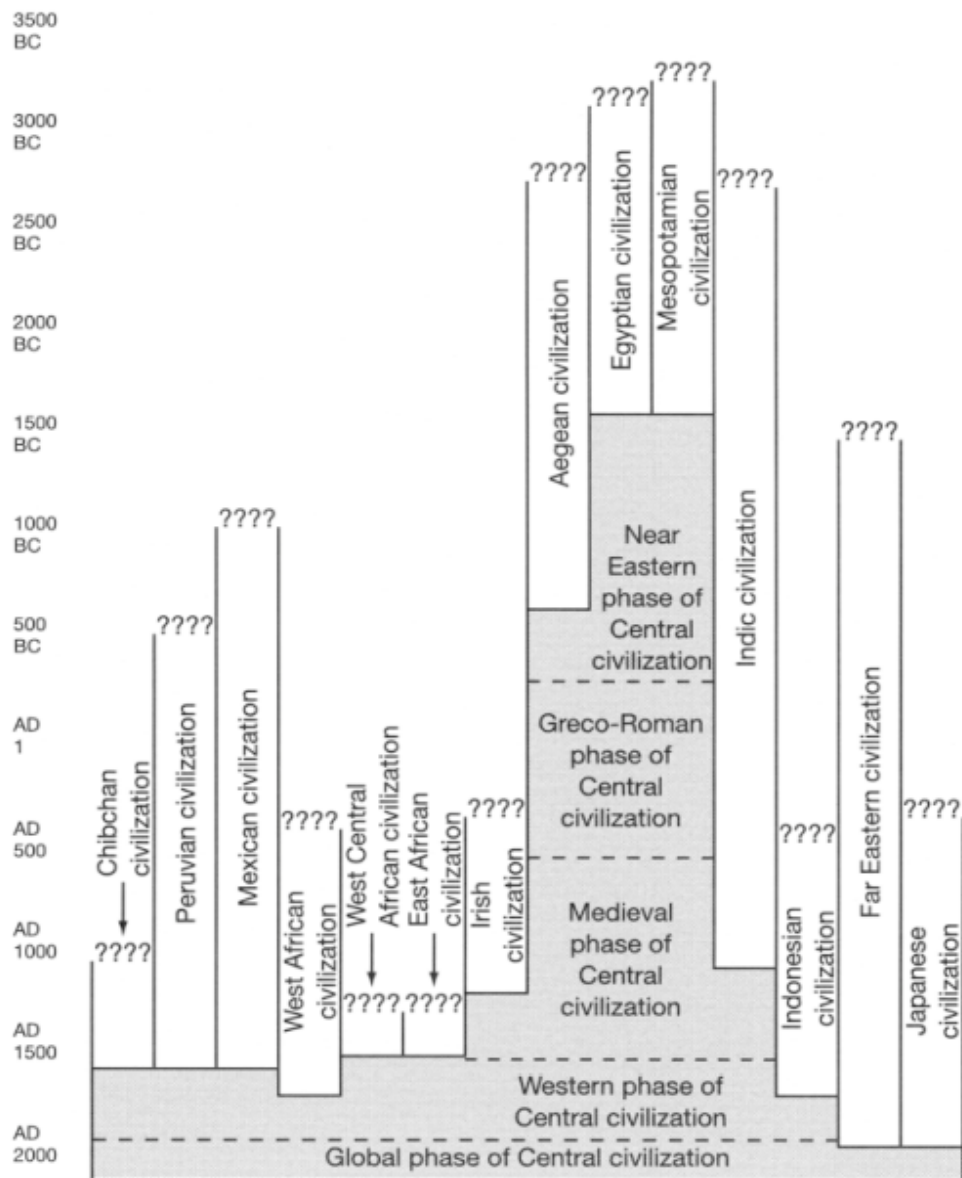 3500
BC
3000
BC
2500
BC
2000
BC
1500
BC
1000
BC
500
BC
AD
1
AD
500
AD
1000
AD
1500
AD
2000
????
Chibchan
civilization
????
Peruvian civilization
????
Mexican civilization
????
West African
civilization
????
West Central
African civilization
????
East African
civilization
????
Irish
civilization
????
Aegean civilization
????
Egyptian civilization
????
Mesopotamian
civilization
????
Indic civilization
????
Indonesian
civilization
????
Far Eastern civilization
????
Japanese
civilization
Near
Eastern
phase of
Central
civilization
Greco-Roman
phase of
Central
civilization
Medieval
phase of
Central
civilization
Western phase of
Central civilization
Global phase of Central civilization